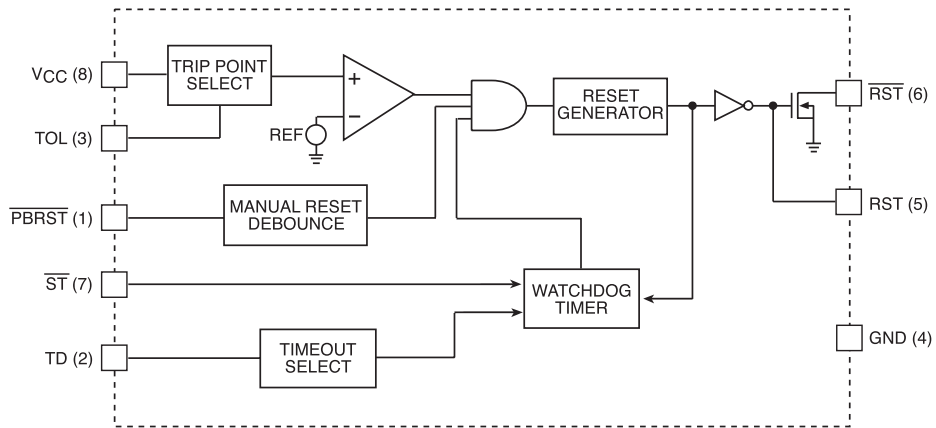 VCC (8)
TRIP POINT
SELECT
TOL (3)
+
−
REF
RESET
GENERATOR
RST (6)
PBRST (1)
MANUAL RESET
DEBOUNCE
RST (5)
ST (7)
WATCHDOG
TIMER
TD (2)
TIMEOUT
SELECT
GND (4)